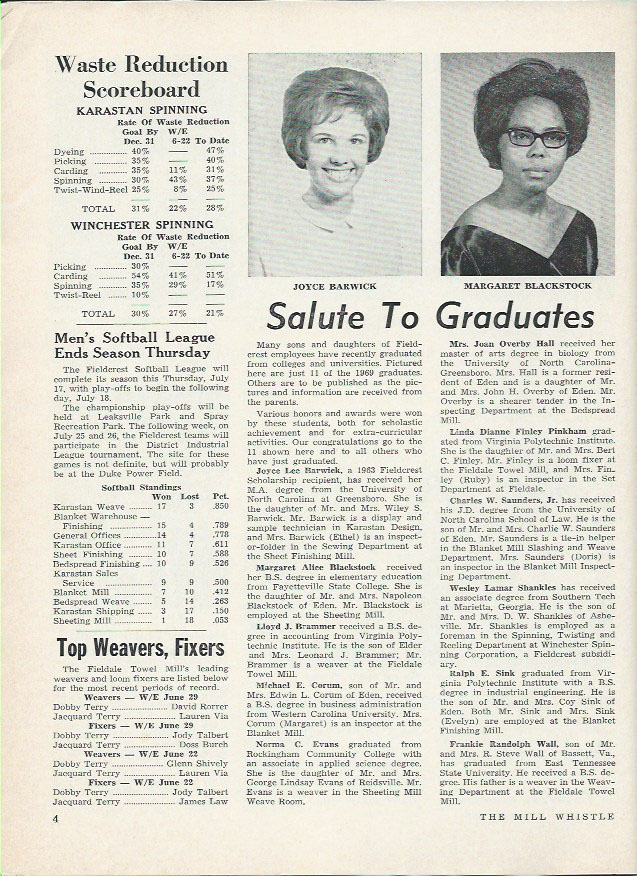 Waste Reduction
Scoreboard
KARASTAN SPINNING
Rate Of Waste Reduction
Goal By W/E
Dec. 31 6-22 To Date
Dyeing ............ 40% — 47%
Picking ............ 35% — 40%
Carding ............ 35% 11% 31%
Spinning ............ 30% 43% 37%
Twist-Wind-Reel 25% 8% 25%
TOTAL 31% 22% 28%
WINCHESTER SPINNING
Rate Of Waste Reduction
Goal By W/E
Dec. 31 6-22 To Date
Picking ............ 30% — —
Carding ............ 54% 41% 51%
Spinning ............ 35% 29% 17%
Twist-Reel ........ 10% — —
TOTAL 30% 27% 21%
Men's Softball League
Ends Season Thursday
The Fieldcrest Softball League will
complete its season this Thursday, July
17, with play-offs to begin the following
day, July 18.
The championship play-offs will be
held at Leaksville Park and Spray
Recreation Park. The following week, on
July 25 and 26, the Fieldcrest teams will
participate in the District Industrial
League tournament. The site for these
games is not definite, but will probably
be at the Duke Power Field.
Softball Standings
Won Lost Pct.
Karastan Weave ........ 17 3 .850
Blanket Warehouse —
Finishing .............. 15 4 .789
General Offices ........ 14 4 .778
Karastan Office .......... 11 7 .611
Sheet Finishing .......... 10 7 .588
Bedspread Finishing .... 10 9 .526
Karastan Sales
Service ............ 9 9 .500
Blanket Mill .............. 7 10 .412
Bedspread Weave ...... 5 14 .263
Karastan Shipping ...... 3 17 .150
Sheeting Mill .............. 1 18 .053
Top Weavers, Fixers
The Fieldale Towel Mill's leading
weavers and loom fixers are listed below
for the most recent periods of record.
Weavers — W/E June 29
Dobby Terry ...................... David Rorrer
Jacquard Terry ...................... Lauren Via
Fixers — W/E June 29
Dobby Terry ...................... Jody Talbert
Jacquard Terry ...................... Doss Burch
Weavers — W/E June 22
Dobby Terry ...................... Glenn Shively
Jacquard Terry ...................... Lauren Via
Fixers — W/E June 22
Dobby Terry ...................... Jody Talbert
Jacquard Terry ...................... James Law
JOYCE BARWICK
MARGARET BLACKSTOCK
Salute To Graduates
Many sons and daughters of Field-
crest employees have recently graduated
from colleges and universities. Pictured
here are just 11 of the 1969 graduates.
Others are to be published as the pic-
tures and information are received from
the parents.
Various honors and awards were won
by these students, both for scholastic
achievement and for extra-curricular
activities. Our congratulations go to the
11 shown here and to all others who
have just graduated.
Joyce Lee Barwick, a 1963 Fieldcrest
Scholarship recipient, has received her
M.A. degree from the University of
North Carolina at Greensboro. She is
the daughter of Mr. and Mrs. Wiley S.
Barwick. Mr. Barwick is a display and
sample technician in Karastan Design,
and Mrs. Barwick (Ethel) is an inspect-
or-folder in the Sewing Department at
the Sheet Finishing Mill.
Margaret Alice Blackstock received
her B.S. degree in elementary education
from Fayetteville State College. She is
the daughter of Mr. and Mrs. Napoleon
Blackstock of Eden. Mr. Blackstock is
employed at the Sheeting Mill.
Lloyd J. Brammer received a B.S. de-
gree in accounting from Virginia Poly-
technic Institute. He is the son of Elder
and Mrs. Leonard J. Brammer; Mr.
Brammer is a weaver at the Fieldale
Towel Mill.
Michael E. Corum, son of Mr. and
Mrs. Edwin L. Corum of Eden, received
a B.S. degree in business administration
from Western Carolina University. Mrs.
Corum (Margaret) is an inspector at the
Blanket Mill.
Norma C. Evans graduated from
Rockingham Community College with
an associate in applied science degree.
She is the daughter of Mr. and Mrs.
George Lindsay Evans of Reidsville. Mr.
Evans is a weaver in the Sheeting Mill
Weave Room.
Mrs. Joan Overby Hall received her
master of arts degree in biology from
the University of North Carolina-
Greensboro. Mrs. Hall is a former resi-
dent of Eden and is a daughter of Mr.
and Mrs. John H. Overby of Eden. Mr.
Overby is a shearer tender in the In-
specting Department at the Bedspread
Mill.
Linda Dianne Finley Pinkham grad-
uated from Virginia Polytechnic Institute.
She is the daughter of Mr. and Mrs. Bert
C. Finley. Mr. Finley is a loom fixer at
the Fieldale Towel Mill, and Mrs. Fin-
ley (Ruby) is an inspector in the Set
Department at Fieldale.
Charles W. Saunders, Jr. has received
his J.D. degree from the University of
North Carolina School of Law. He is the
son of Mr. and Mrs. Charlie W. Saunders
of Eden. Mr. Saunders is a tie-in helper
in the Blanket Mill Slashing and Weave
Department. Mrs. Saunders (Doris) is
an inspector in the Blanket Mill Inspect-
ing Department.
Wesley Lamar Shankles has received
an associate degree from Southern Tech
at Marietta, Georgia. He is the son of
Mr. and Mrs. D. W. Shankles of Ashe-
ville. Mr. Shankles is employed as a
foreman in the Spinning, Twisting and
Reeling Department at Winchester Spin-
ning Corporation, a Fieldcrest subsidi-
ary.
Ralph E. Sink graduated from Vir-
ginia Polytechnic Institute with a B.S.
degree in industrial engineering. He is
the son of Mr. and Mrs. Coy Sink of
Eden. Both Mr. Sink and Mrs. Sink
(Evelyn) are employed at the Blanket
Finishing Mill.
Frankie Randolph Wall, son of Mr.
and Mrs. R. Steve Wall of Bassett, Va.,
has graduated from East Tennessee
State University. He received a B.S. de-
gree. His father is a weaver in the Weav-
ing Department at the Fieldale Towel
Mill.
4
THE MILL WHISTLE